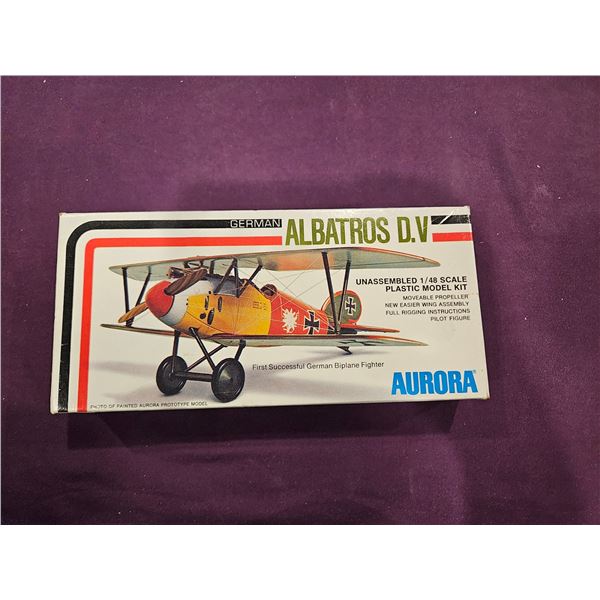 GERMAN ALBATROS D.V
UNASSEMBLED 1/48 SCALE
PLASTIC MODEL KIT
MOVEABLE PROPELLER
NEW EASIER WING ASSEMBLY
FULL RIGGING INSTRUCTIONS
PILOT FIGURE
First Successful German Biplane Fighter
AURORA
PHOTO OF PAINTED AURORA PROTOTYPE MODEL